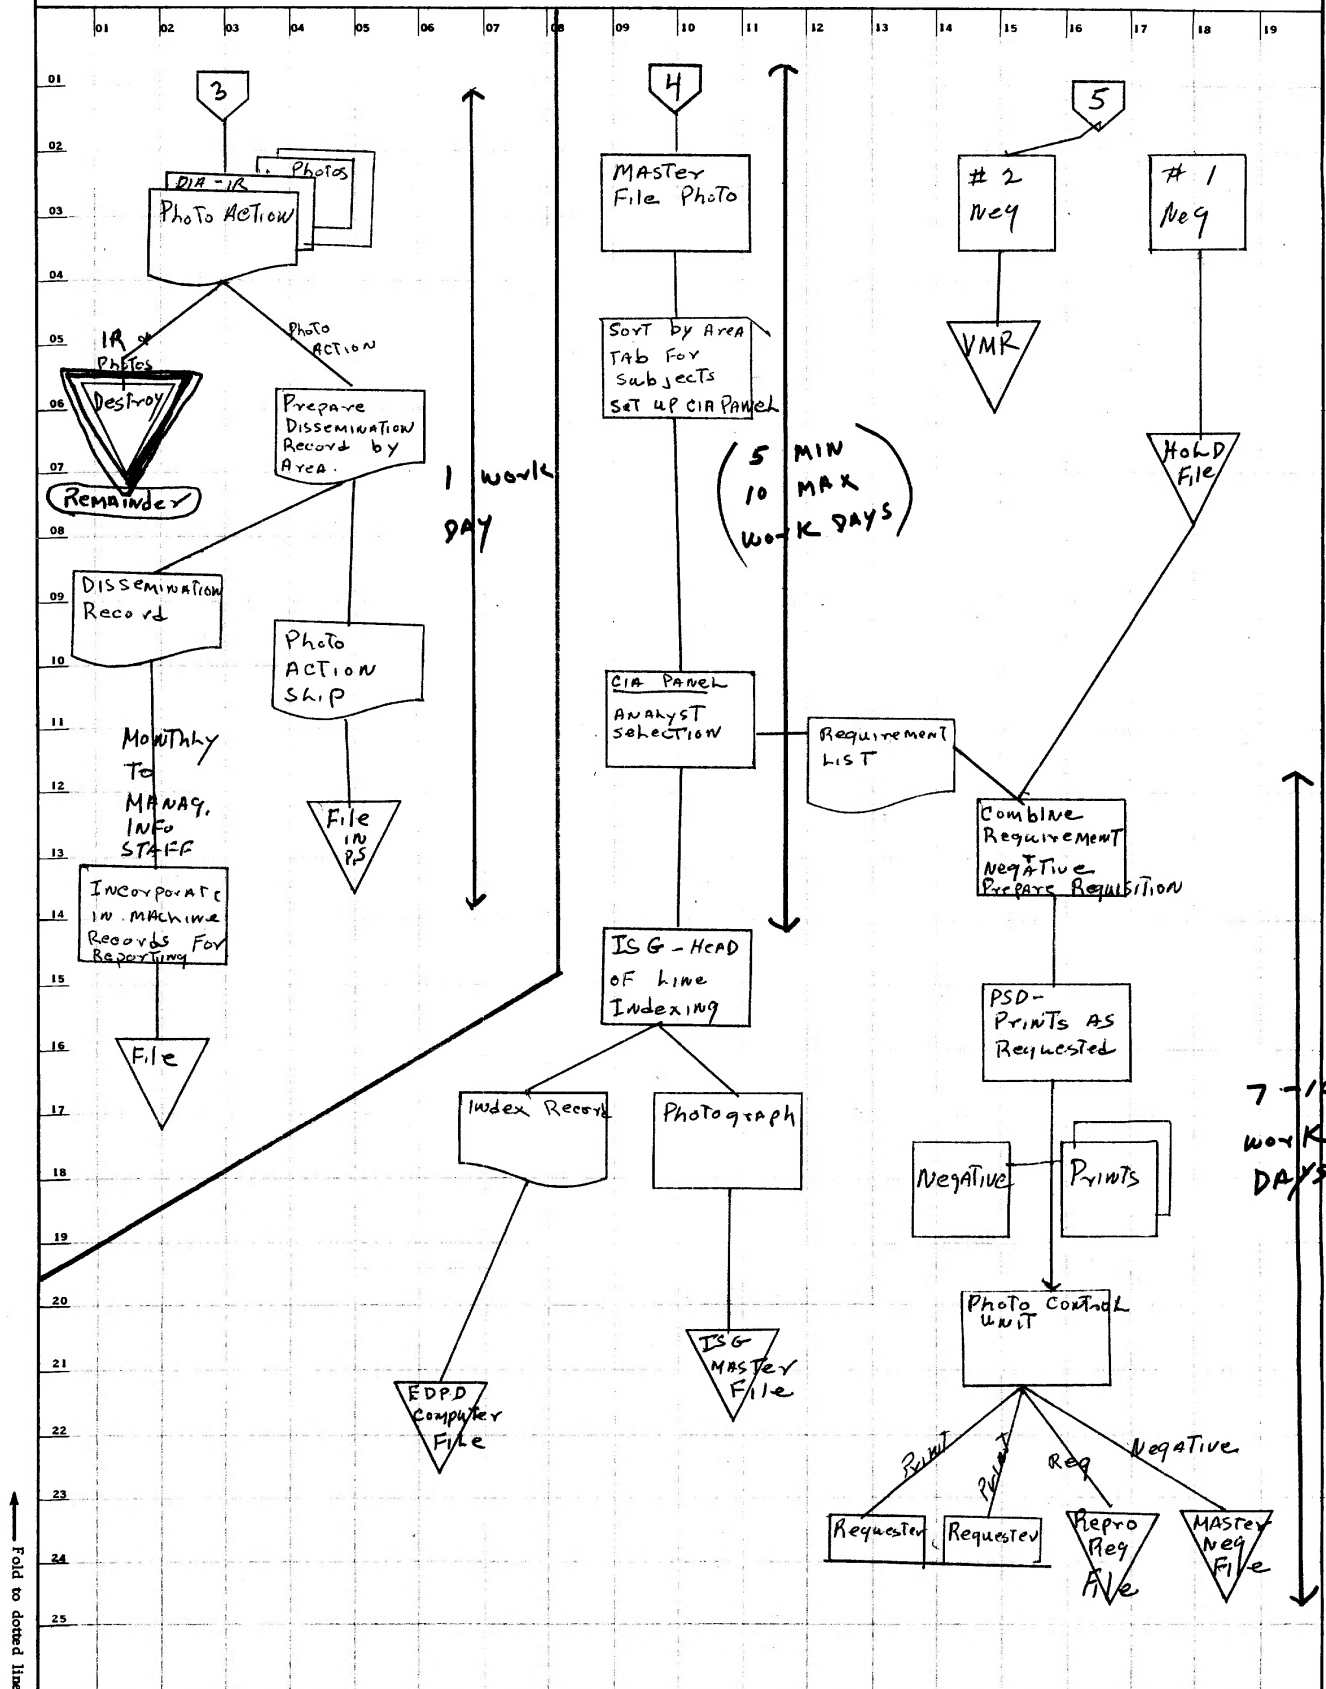 01 02 03 04 05 06 07 08 09 10 11 12 13 14 15 16 17 18 19
01
02
03
04
05
06
07
08
09
10
11
12
13
14
15
16
17
18
19
20
21
22
23
24
25
3
Photos
DIA-IR
Photo ACTION
IR &
Photos
Destroy
Remainder
Photo
ACTION
Prepare
DISSEMINATION
Record by
Area.
DISSEMINATION
Record
Photo
ACTION
SLIP
MONTHLY
To
MANAG.
INFO
STAFF
File
IN
PS
INCorporate
IN MAchine
Records For
Reporting
File
1 work
DAY
4
MASTer
File Photo
Sort by Area
TAb For
Subjects
Set up CIA PANEL
(5 MIN
10 MAX
work DAYS)
CIA PANEL
ANALYST
Selection
Requirement
LIST
ISG - HEAD
OF Line
Indexing
Index Record
Photograph
EDPD
Computer
File
ISG
MASTer
File
5
# 2
Neg
# 1
Neg
VMR
HOLD
File
Combine
Requirement
+
Negative
Prepare Requisition
PSD-
Prints AS
Requested
Negative
Prints
7 - 1
work
DAYS
Photo Control
UNIT
Print
Print
Req
Negative
Requester
Requester
Repro
Req
File
MASTer
Neg
File
Fold to dotted line